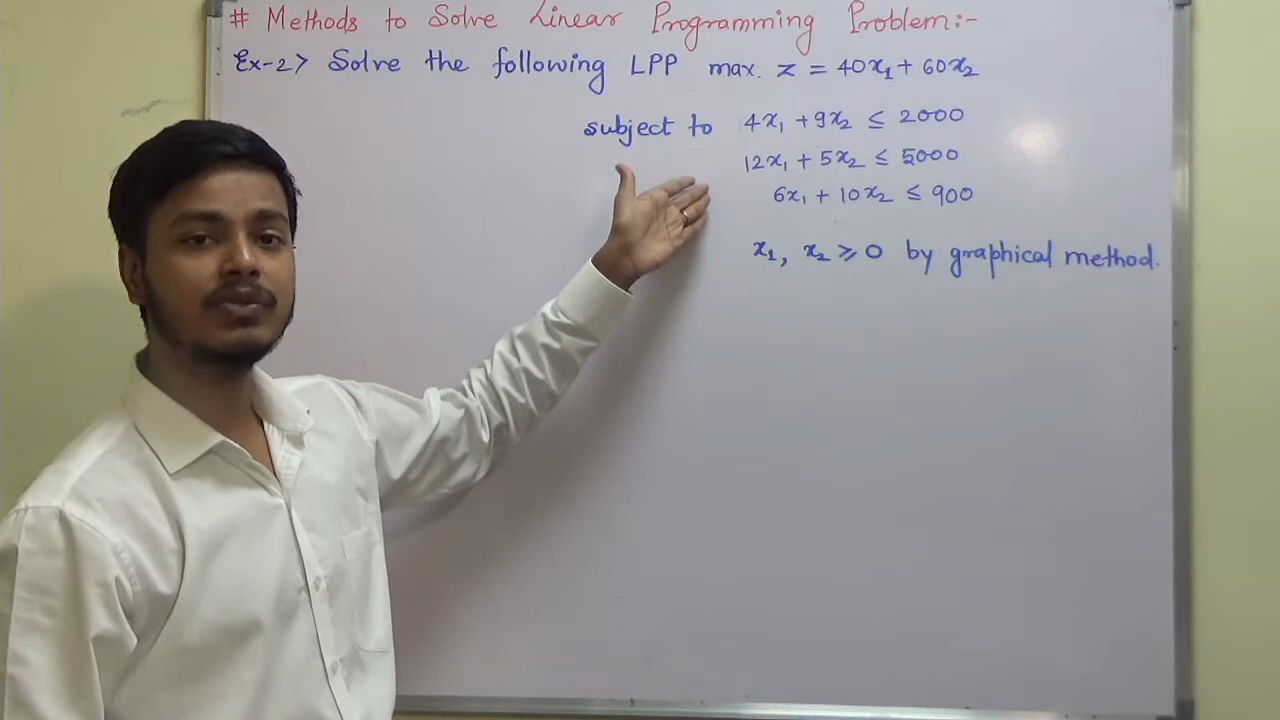 # Methods to Solve Linear Programming Problem:-
Ex-2> Solve the following LPP max. z = 40x₁ + 60x₂
subject to 4x₁ + 9x₂ ≤ 2000
12x₁ + 5x₂ ≤ 5000
6x₁ + 10x₂ ≤ 900
x₁, x₂ ⩾ 0 by graphical method.